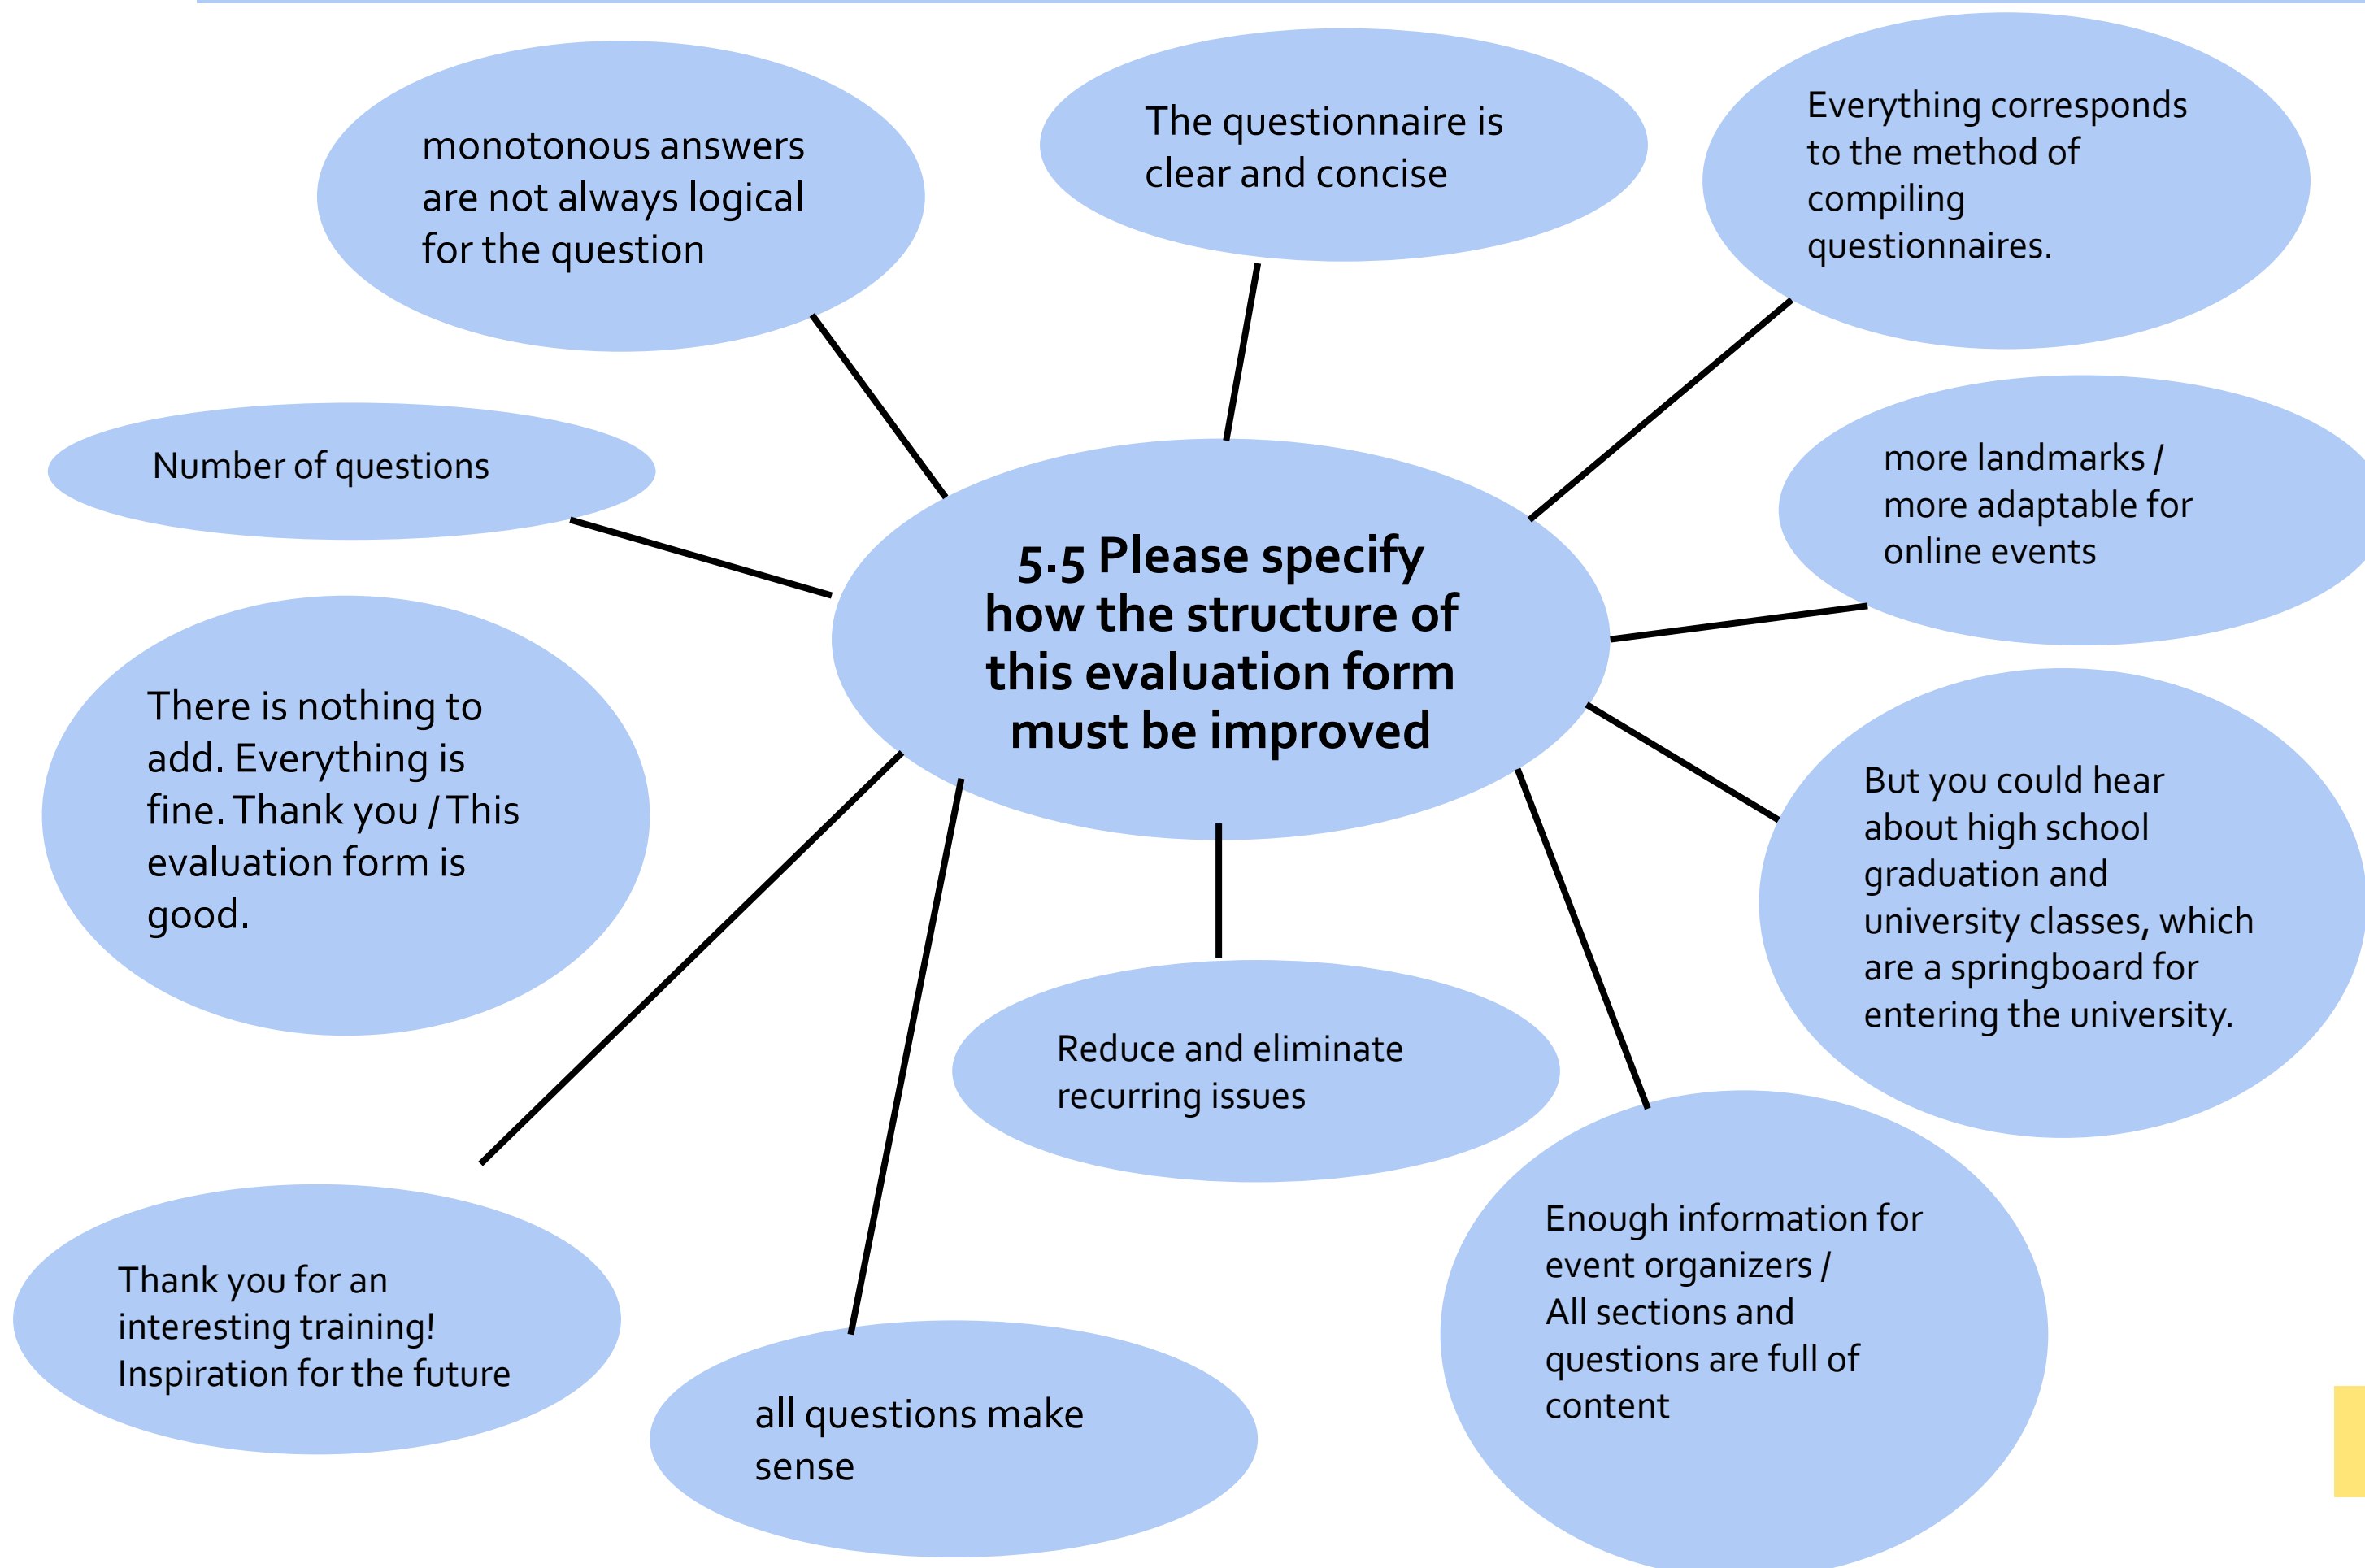 monotonous answers
are not always logical
for the question
The questionnaire is
clear and concise
Everything corresponds
to the method of
compiling
questionnaires.
Number of questions
more landmarks /
more adaptable for
online events
5.5 Please specify
how the structure of
this evaluation form
must be improved
There is nothing to
add. Everything is
fine. Thank you / This
evaluation form is
good.
But you could hear
about high school
graduation and
university classes, which
are a springboard for
entering the university.
Reduce and eliminate
recurring issues
Enough information for
event organizers /
All sections and
questions are full of
content
Thank you for an
interesting training!
Inspiration for the future
all questions make
sense